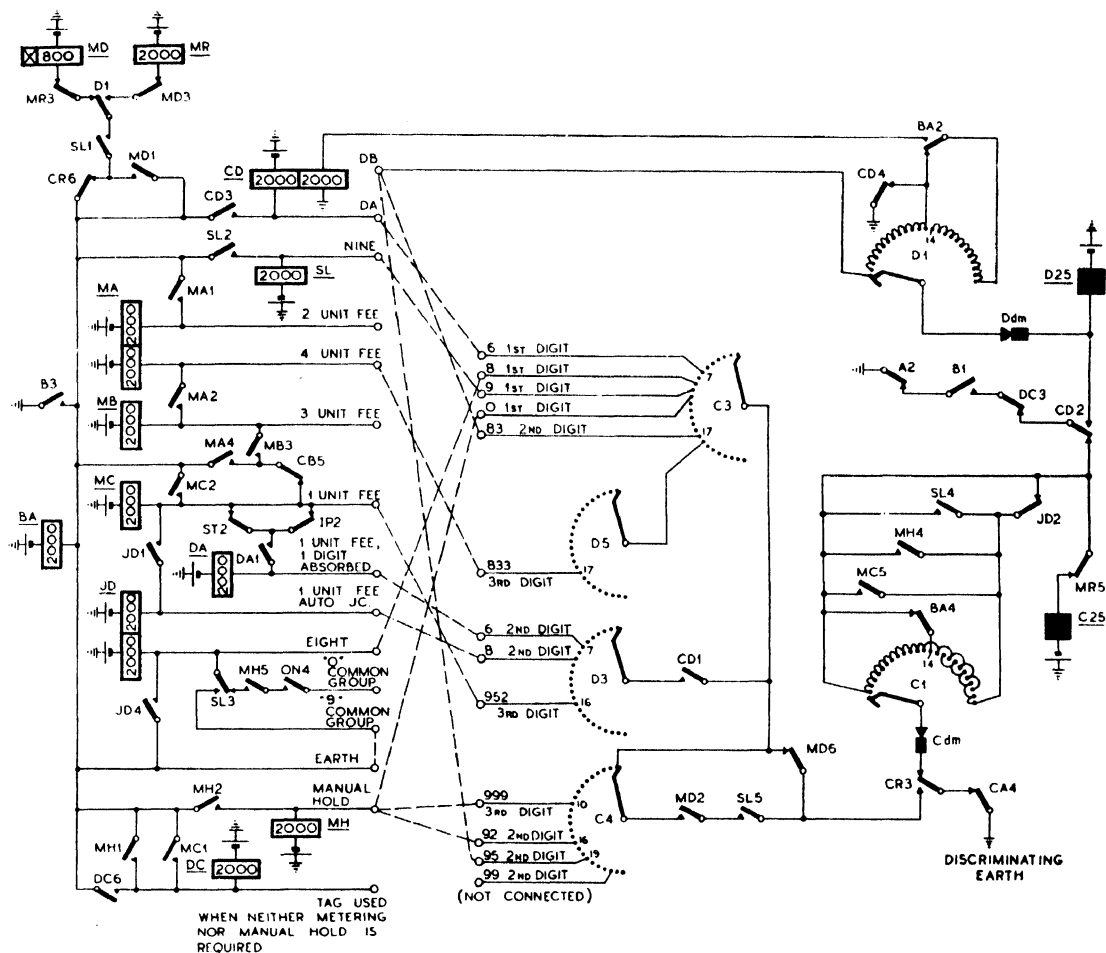 MD
800
MR
2000
MR3
D1
MD3
SL1
MD1
CR6
CD
2000
2000
CD3
DB
DA
SL2
NINE
2000
SL
MA
2000
MA1
2 UNIT FEE
2000
4 UNIT FEE
B3
MA2
MB
2000
3 UNIT FEE
MA4
MB3
CB5
MC
2000
MC2
1 UNIT FEE
ST2
IP2
BA
2000
JD1
DA
2000
DA1
1 UNIT FEE,
1 DIGIT
ABSORBED
1 UNIT FEE
AUTO JC.
JD
2000
2000
EIGHT
"0"
COMMON
GROUP
MH5
ON4
SL3
"9"
COMMON
GROUP
JD4
EARTH
MH2
MANUAL
HOLD
2000
MH
MH1
MC1
DC
2000
DC6
TAG USED
WHEN NEITHER METERING
NOR MANUAL HOLD IS
REQUIRED
6 1ST DIGIT
8 1ST DIGIT
9 1ST DIGIT
0 1ST DIGIT
83 2ND DIGIT
7
C3
17
D5
833
3RD DIGIT
17
6 2ND DIGIT
8 2ND DIGIT
7
D3
CD1
952
3RD DIGIT
16
999
3RD DIGIT
10
C4
92 2ND DIGIT
16
95 2ND DIGIT
19
99 2ND DIGIT
(NOT CONNECTED)
MD2
SL5
MD6
BA2
CD4
14
D1
D25
Ddm
A2
B1
DC3
CD2
SL4
JD2
MH4
MC5
MR5
BA4
C25
14
C1
Cdm
CR3
CA4
DISCRIMINATING
EARTH